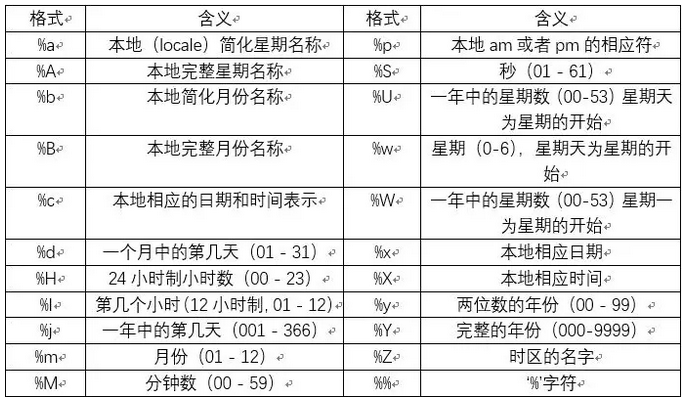 格式 含义 格式 含义
%a 本地（locale）简化星期名称 %p 本地 am 或者 pm 的相应符
%A 本地完整星期名称 %S 秒（01 - 61）
%b 本地简化月份名称 %U 一年中的星期数（00-53）星期天
为星期的开始
%B 本地完整月份名称 %w 星期（0-6），星期天为星期的开
始
%c 本地相应的日期和时间表示 %W 一年中的星期数（00-53）星期一
为星期的开始
%d 一个月中的第几天（01 - 31） %x 本地相应日期
%H 24 小时制小时数（00 - 23） %X 本地相应时间
%I 第几个小时（12 小时制, 01 - 12） %y 两位数的年份（00 - 99）
%j 一年中的第几天（001 - 366） %Y 完整的年份（000-9999）
%m 月份（01 - 12） %Z 时区的名字
%M 分钟数（00 - 59） %% ‘%’字符